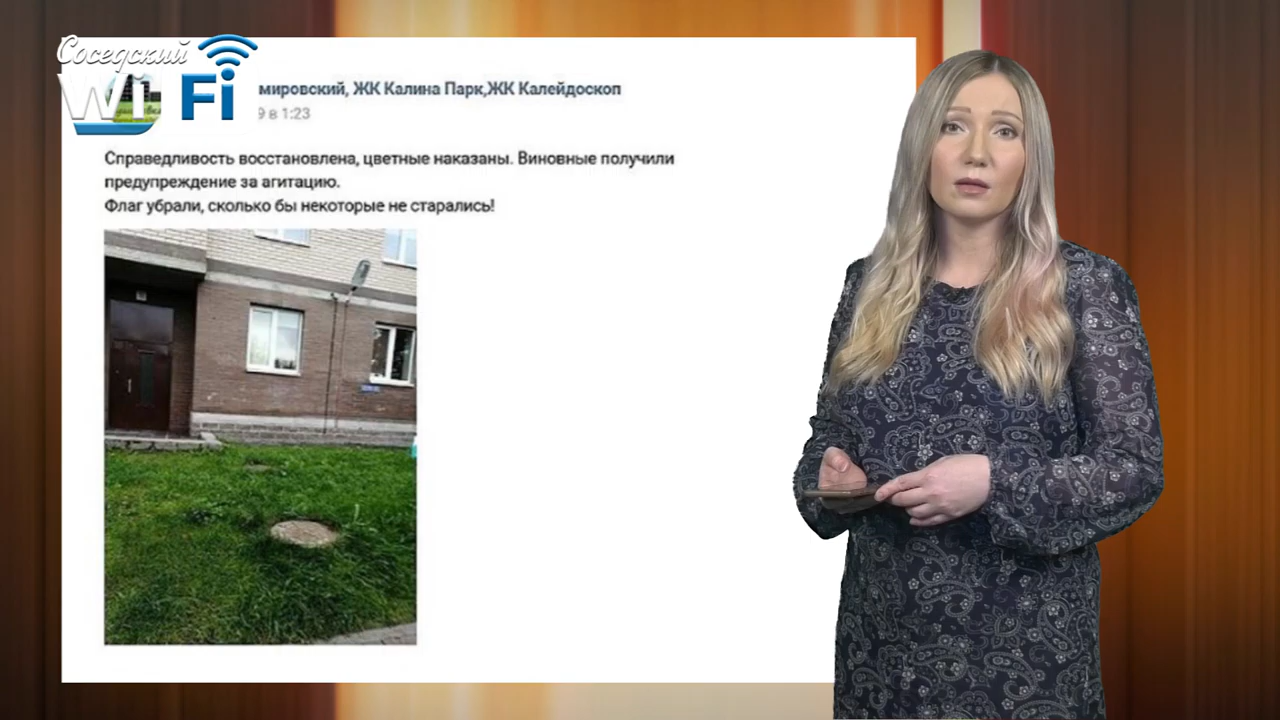 Соседский
Wi Fi
мировский, ЖК Калина Парк,ЖК Калейдоскоп
9 в 1:23
Справедливость восстановлена, цветные наказаны. Виновные получили
предупреждение за агитацию.
Флаг убрали, сколько бы некоторые не старались!